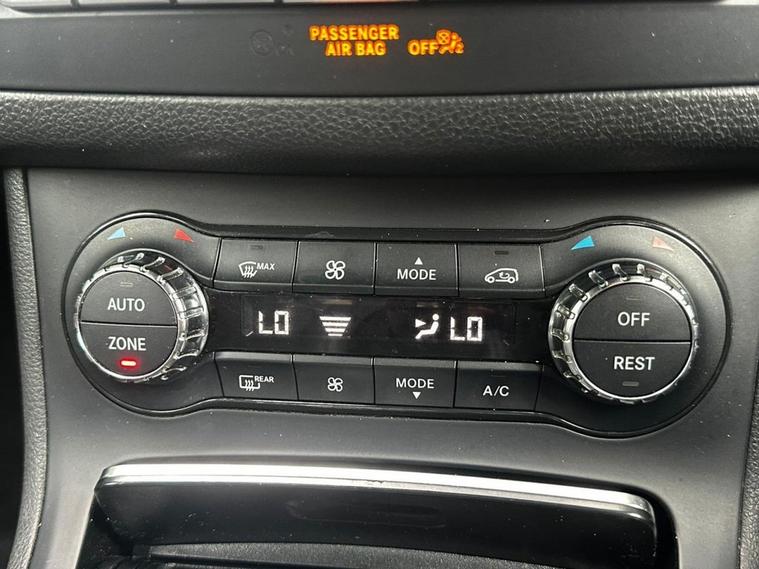 PASSENGER
AIR BAG OFF
MAX
MODE
AUTO
ZONE
LO
LO
OFF
REST
REAR
MODE
A/C